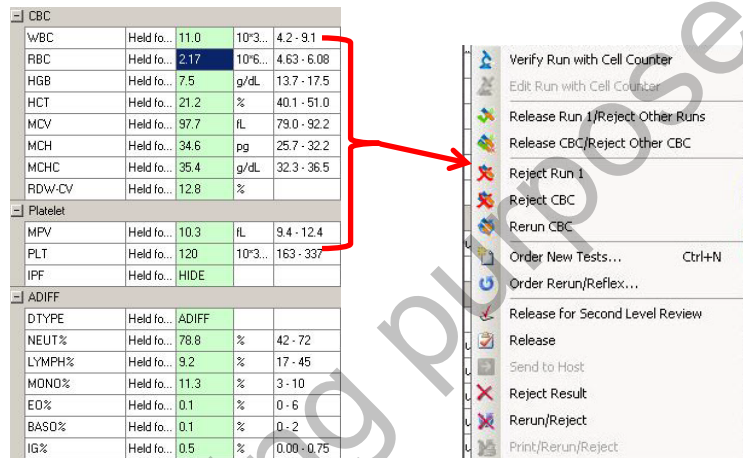 CBC
WBC Held fo... 11.0 10*3... 4.2 - 9.1
RBC Held fo... 2.17 10*6... 4.63 - 6.08
HGB Held fo... 7.5 g/dL 13.7 - 17.5
HCT Held fo... 21.2 % 40.1 - 51.0
MCV Held fo... 97.7 fL 79.0 - 92.2
MCH Held fo... 34.6 pg 25.7 - 32.2
MCHC Held fo... 35.4 g/dL 32.3 - 36.5
RDW-CV Held fo... 12.8 %
Platelet
MPV Held fo... 10.3 fL 9.4 - 12.4
PLT Held fo... 120 10*3... 163 - 337
IPF Held fo... HIDE
ADIFF
DTYPE Held fo... ADIFF
NEUT% Held fo... 78.8 % 42 - 72
LYMPH% Held fo... 9.2 % 17 - 45
MONO% Held fo... 11.3 % 3 - 10
EO% Held fo... 0.1 % 0 - 6
BASO% Held fo... 0.1 % 0 - 2
IG% Held fo... 0.5 % 0.00 - 0.75
Verify Run with Cell Counter
Edit Run with Cell Counter
Release Run 1/Reject Other Runs
Release CBC/Reject Other CBC
Reject Run 1
Reject CBC
Rerun CBC
Order New Tests... Ctrl+N
Order Rerun/Reflex...
Release for Second Level Review
Release
Send to Host
Reject Result
Rerun/Reject
Print/Rerun/Reject
ng purpose